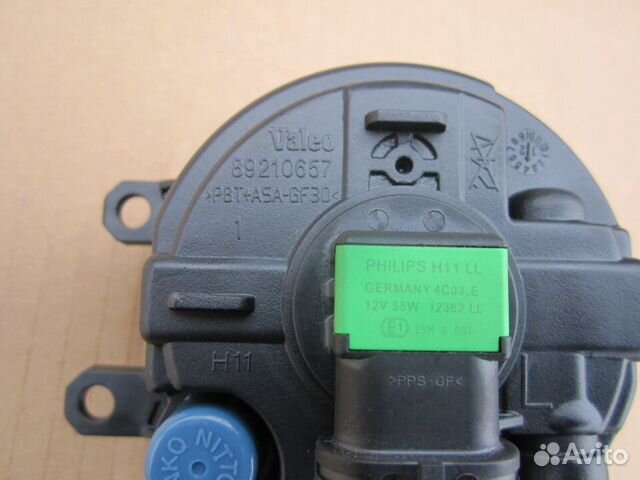 Valeo
89210657
>PBT+ASA-GF30<
1
PHILIPS H11 LL
GERMANY 4C03.E
12V 55W 12362 LL
E1
H11
>PPS-GF<
L
NITTO
Avito